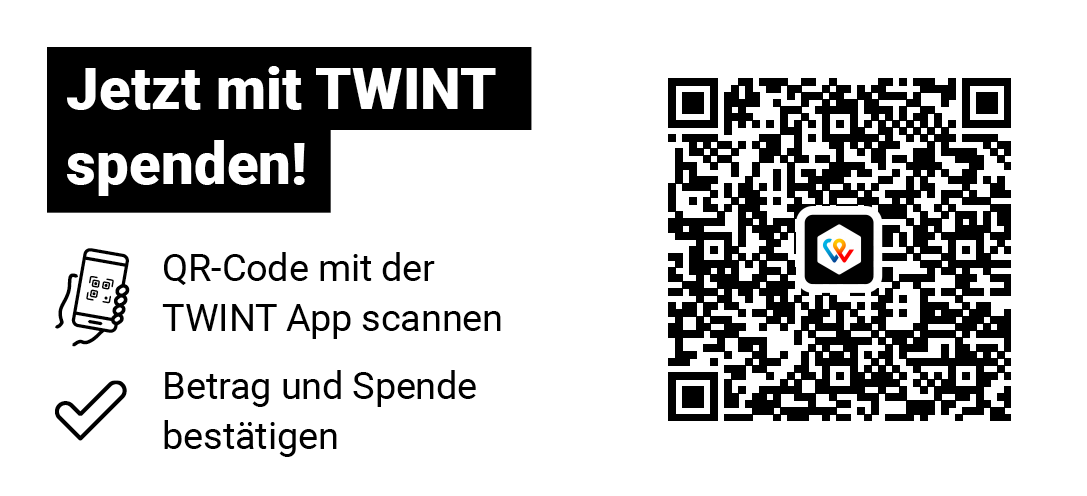 Jetzt mit TWINT
spenden!
QR-Code mit der
TWINT App scannen
Betrag und Spende
bestätigen